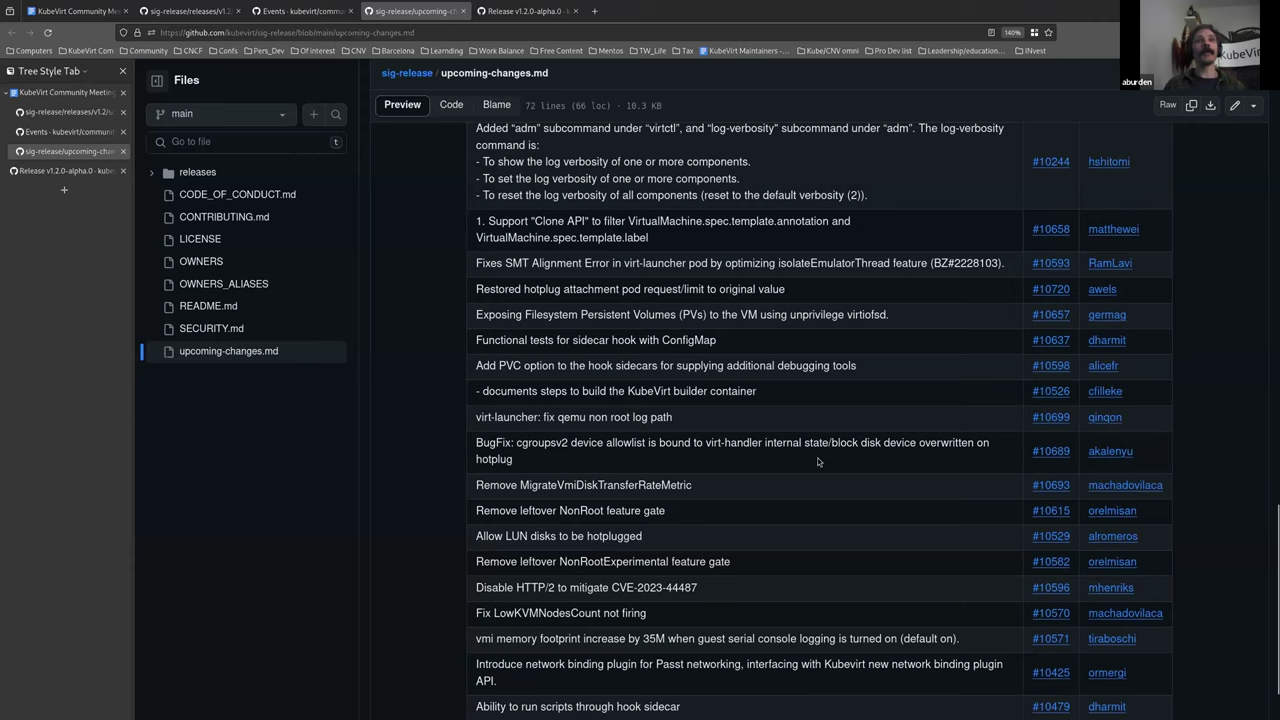 KubeVirt Community Meet
sig-release/releases/v1.2/
Events · kubevirt/commun
sig-release/upcoming-ch
Release v1.2.0-alpha.0 · k
https://github.com/kubevirt/sig-release/blob/main/upcoming-changes.md
140%
Computers
KubeVirt Com
Community
CNCF
Confs
Pers_Dev
Of interest
CNV
Barcelona
Learning
Work Balance
Free Content
Mentos
TW_Life
Tax
KubeVirt Maintainers -...
Kube/CNV omni
Pro Dev list
Leadership/education...
INvest
KubeVir
aburden
Tree Style Tab
KubeVirt Community Meeting
sig-release/releases/v1.2/
Events · kubevirt/commun
sig-release/upcoming-cha
Release v1.2.0-alpha.0 · kube
Files
main
Go to file
t
releases
CODE_OF_CONDUCT.md
CONTRIBUTING.md
LICENSE
OWNERS
OWNERS_ALIASES
README.md
SECURITY.md
upcoming-changes.md
sig-release / upcoming-changes.md
Preview
Code
Blame
72 lines (66 loc) · 10.3 KB
Raw
Added “adm” subcommand under “virtctl”, and “log-verbosity” subcommand under “adm”. The log-verbosity
command is:
- To show the log verbosity of one or more components.
- To set the log verbosity of one or more components.
- To reset the log verbosity of all components (reset to the default verbosity (2)).
#10244
hshitomi
1. Support "Clone API" to filter VirtualMachine.spec.template.annotation and
VirtualMachine.spec.template.label
#10658
matthewei
Fixes SMT Alignment Error in virt-launcher pod by optimizing isolateEmulatorThread feature (BZ#2228103).
#10593
RamLavi
Restored hotplug attachment pod request/limit to original value
#10720
awels
Exposing Filesystem Persistent Volumes (PVs) to the VM using unprivilege virtiofsd.
#10657
germag
Functional tests for sidecar hook with ConfigMap
#10637
dharmit
Add PVC option to the hook sidecars for supplying additional debugging tools
#10598
alicefr
- documents steps to build the KubeVirt builder container
#10526
cfilleke
virt-launcher: fix qemu non root log path
#10699
qinqon
BugFix: cgroupsv2 device allowlist is bound to virt-handler internal state/block disk device overwritten on
hotplug
#10689
akalenyu
Remove MigrateVmiDiskTransferRateMetric
#10693
machadovilaca
Remove leftover NonRoot feature gate
#10615
orelmisan
Allow LUN disks to be hotplugged
#10529
alromeros
Remove leftover NonRootExperimental feature gate
#10582
orelmisan
Disable HTTP/2 to mitigate CVE-2023-44487
#10596
mhenriks
Fix LowKVMNodesCount not firing
#10570
machadovilaca
vmi memory footprint increase by 35M when guest serial console logging is turned on (default on).
#10571
tiraboschi
Introduce network binding plugin for Passt networking, interfacing with Kubevirt new network binding plugin
API.
#10425
ormergi
Ability to run scripts through hook sidecar
#10479
dharmit